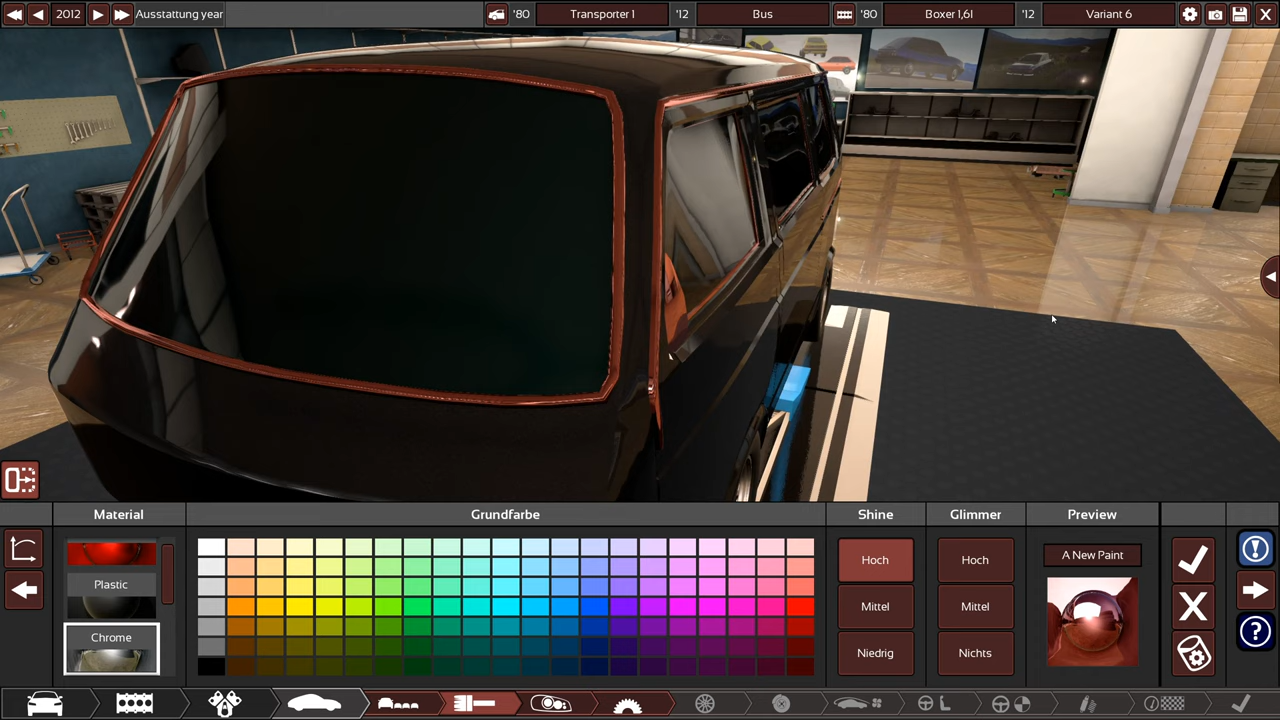 2012 Ausstattung year '80 Transporter 1 '12 Bus '80 Boxer 1,6l '12 Variant 6
Material Grundfarbe Shine Glimmer Preview
Plastic
Chrome
Hoch Hoch
Mittel Mittel
Niedrig Nichts
A New Paint